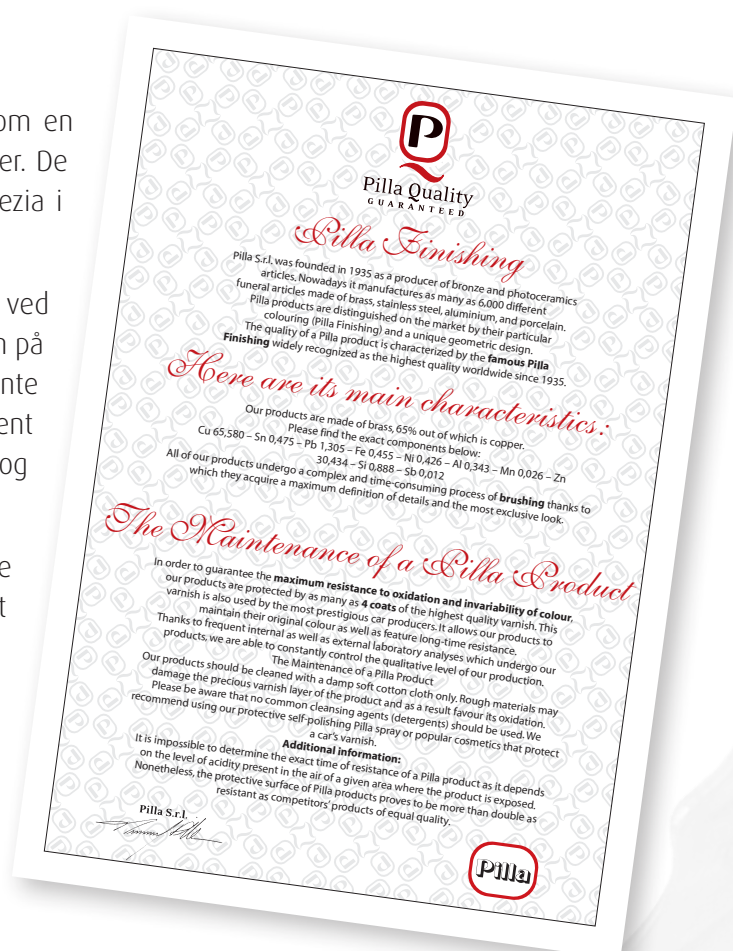 om en
er. De
ezia i
ved
n på
nte
ent
og
e
t
P
Pilla Quality
GUARANTEED
Pilla Finishing
Pilla S.r.l. was founded in 1935 as a producer of bronze and photoceramics
articles. Nowadays it manufactures as many as 6,000 different
funeral articles made of brass, stainless steel, aluminium, and porcelain.
Pilla products are distinguished on the market by their particular
colouring (Pilla Finishing) and a unique geometric design.
The quality of a Pilla product is characterized by the famous Pilla
Finishing widely recognized as the highest quality worldwide since 1935.
Here are its main characteristics:
Our products are made of brass, 65% out of which is copper.
Please find the exact components below:
Cu 65,580 – Sn 0,475 – Pb 1,305 – Fe 0,455 – Ni 0,426 – Al 0,343 – Mn 0,026 – Zn
30,434 – Si 0,888 – Sb 0,012
All of our products undergo a complex and time-consuming process of brushing thanks to
which they acquire a maximum definition of details and the most exclusive look.
The Maintenance of a Pilla Product
In order to guarantee the maximum resistance to oxidation and invariability of colour,
our products are protected by as many as 4 coats of the highest quality varnish. This
varnish is also used by the most prestigious car producers. It allows our products to
maintain their original colour as well as feature long-time resistance.
Thanks to frequent internal as well as external laboratory analyses which undergo our
products, we are able to constantly control the qualitative level of our production.
The Maintenance of a Pilla Product
Our products should be cleaned with a damp soft cotton cloth only. Rough materials may
damage the precious varnish layer of the product and as a result favour its oxidation.
Please be aware that no common cleansing agents (detergents) should be used. We
recommend using our protective self-polishing Pilla spray or popular cosmetics that protect
a car's varnish.
Additional information:
It is impossible to determine the exact time of resistance of a Pilla product as it depends
on the level of acidity present in the air of a given area where the product is exposed.
Nonetheless, the protective surface of Pilla products proves to be more than double as
resistant as competitors' products of equal quality.
Pilla S.r.l.
Pilla